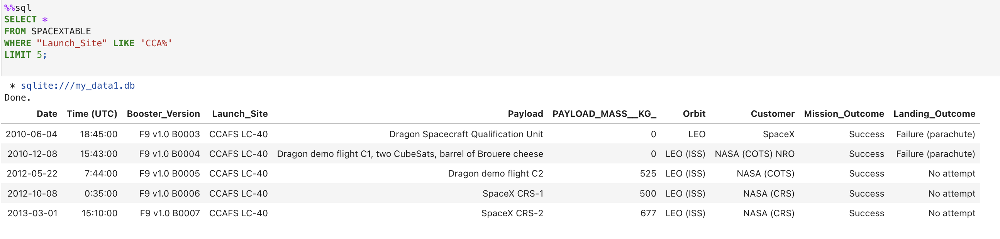 %%sql
SELECT *
FROM SPACEXTABLE
WHERE "Launch_Site" LIKE 'CCA%'
LIMIT 5;
* sqlite:///my_data1.db
Done.
Date Time (UTC) Booster_Version Launch_Site Payload PAYLOAD_MASS__KG_ Orbit Customer Mission_Outcome Landing_Outcome
2010-06-04 18:45:00 F9 v1.0 B0003 CCAFS LC-40 Dragon Spacecraft Qualification Unit 0 LEO SpaceX Success Failure (parachute)
2010-12-08 15:43:00 F9 v1.0 B0004 CCAFS LC-40 Dragon demo flight C1, two CubeSats, barrel of Brouere cheese 0 LEO (ISS) NASA (COTS) NRO Success Failure (parachute)
2012-05-22 7:44:00 F9 v1.0 B0005 CCAFS LC-40 Dragon demo flight C2 525 LEO (ISS) NASA (COTS) Success No attempt
2012-10-08 0:35:00 F9 v1.0 B0006 CCAFS LC-40 SpaceX CRS-1 500 LEO (ISS) NASA (CRS) Success No attempt
2013-03-01 15:10:00 F9 v1.0 B0007 CCAFS LC-40 SpaceX CRS-2 677 LEO (ISS) NASA (CRS) Success No attempt